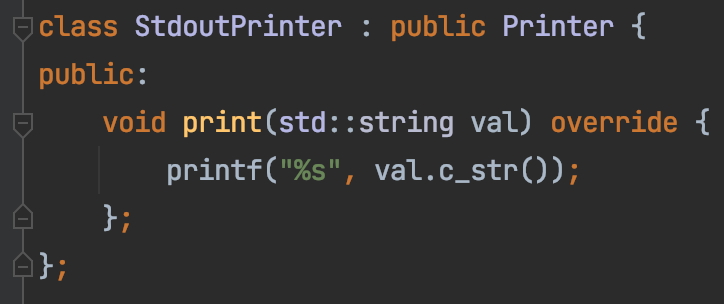 class StdoutPrinter : public Printer {
public:
    void print(std::string val) override {
        printf("%s", val.c_str());
    };
};